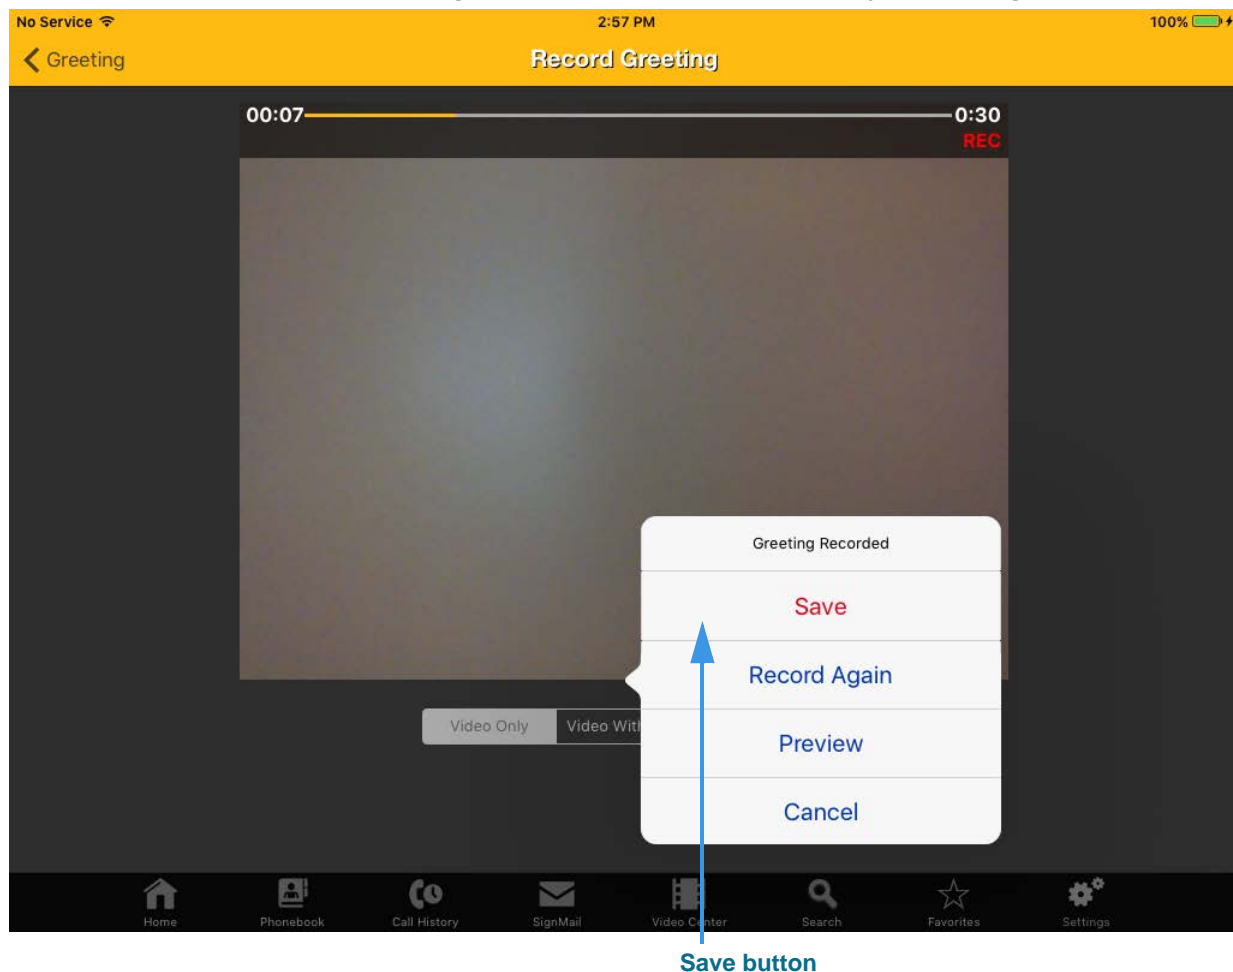 No Service 2:57 PM 100%
Greeting Record Greeting
00:07 0:30
REC
Greeting Recorded
Save
Record Again
Video Only Video With
Preview
Cancel
Home Phonebook Call History SignMail Video Center Search Favorites Settings
Save button